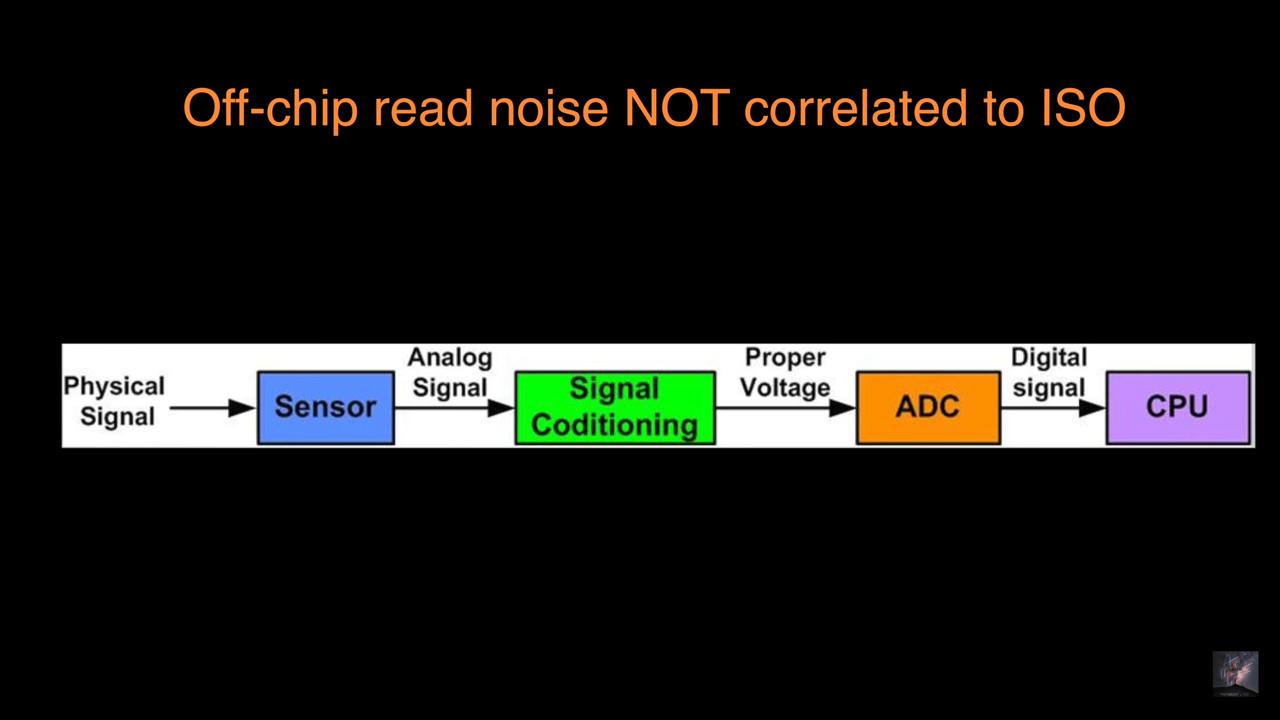 Off-chip read noise NOT correlated to ISO
Physical
Signal
Sensor
Analog
Signal
Signal
Coditioning
Proper
Voltage
ADC
Digital
signal
CPU